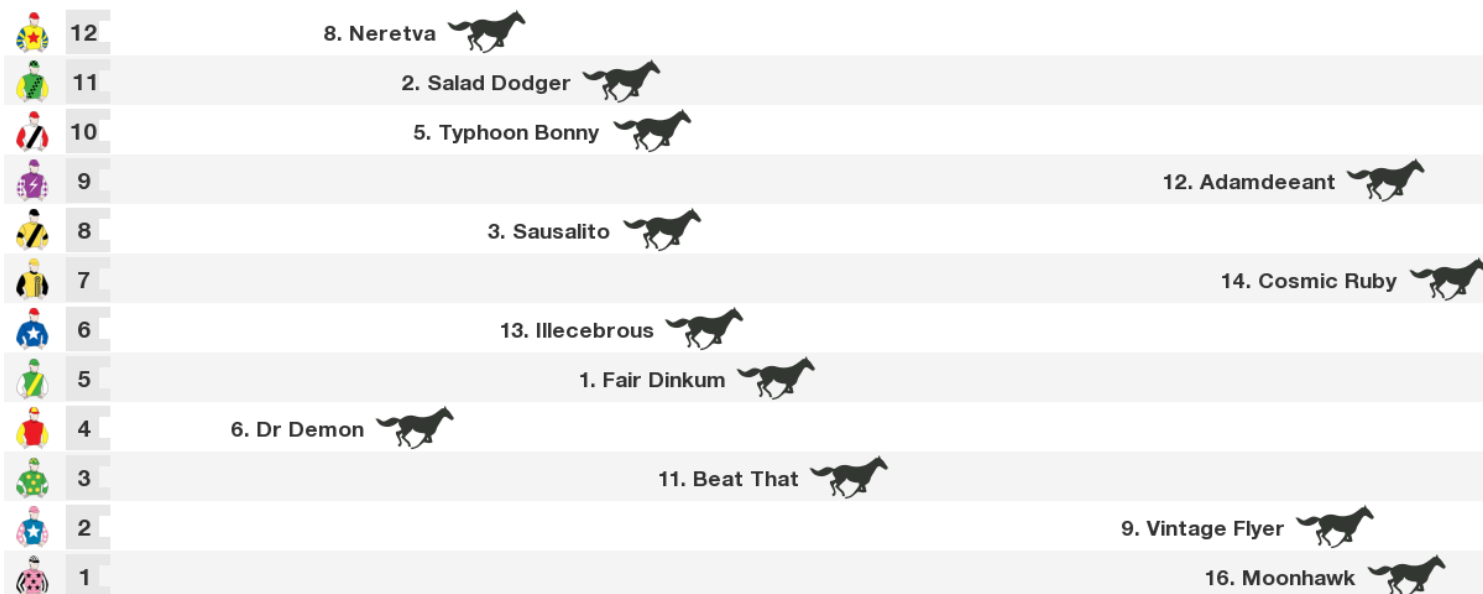 12 8. Neretva
11 2. Salad Dodger
10 5. Typhoon Bonny
9 12. Adamdeeant
8 3. Sausalito
7 14. Cosmic Ruby
6 13. Illecebrous
5 1. Fair Dinkum
4 6. Dr Demon
3 11. Beat That
2 9. Vintage Flyer
1 16. Moonhawk